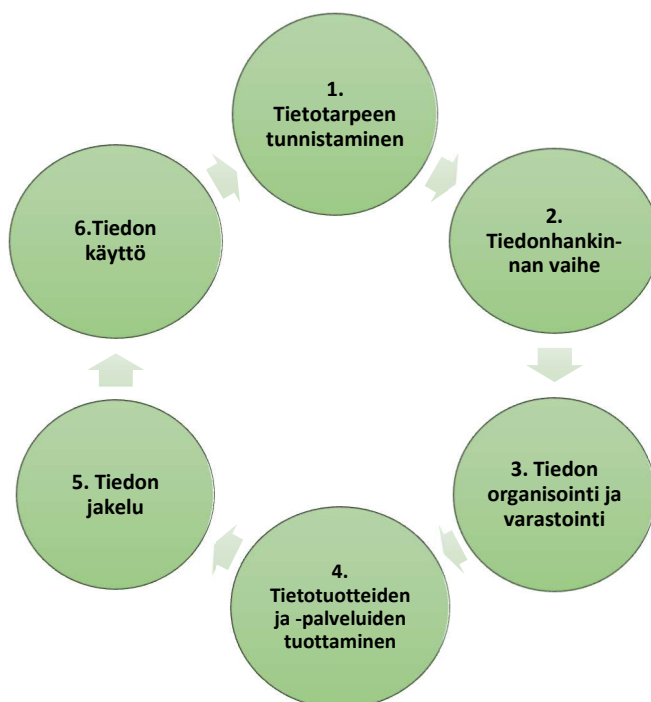 1.
Tietotarpeen
tunnistaminen
2.
Tiedonhankin-
nan vaihe
3. Tiedon
organisointi ja
varastointi
4.
Tietotuotteiden
ja -palveluiden
tuottaminen
5. Tiedon
jakelu
6.Tiedon
käyttö